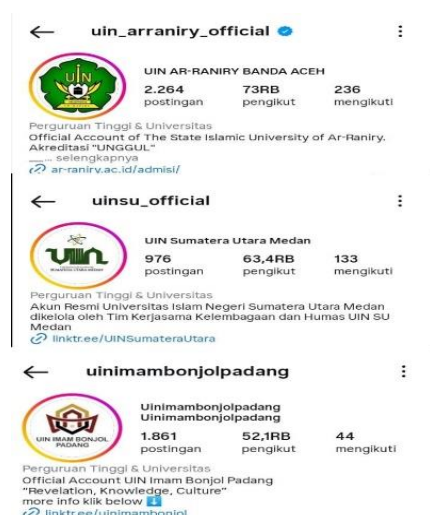 uin_arraniry_official
UIN
UIN AR-RANIRY BANDA ACEH
2.264 73RB 236
postingan pengikut mengikuti
Perguruan Tinggi & Universitas
Official Account of The State Islamic University of Ar-Raniry.
Akreditasi "UNGGUL"
__... selengkapnya
ar-raniry.ac.id/admisi/
uinsu_official
UIN
SUMATERA UTARA MEDAN
UIN Sumatera Utara Medan
976 63,4RB 133
postingan pengikut mengikuti
Perguruan Tinggi & Universitas
Akun Resmi Universitas Islam Negeri Sumatera Utara Medan
dikelola oleh Tim Kerjasama Kelembagaan dan Humas UIN SU
Medan
linktr.ee/UINSumateraUtara
uinimambonjolpadang
UIN IMAM BONJOL
PADANG
Uinimambonjolpadang
Uinimambonjolpadang
1.861 52,1RB 44
postingan pengikut mengikuti
Perguruan Tinggi & Universitas
Official Account UIN Imam Bonjol Padang
"Revelation, Knowledge, Culture"
more info klik below ⬇️
linktr.ee/uinimambonjol